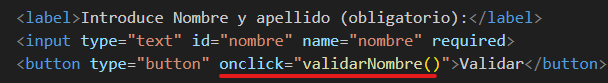 <label>Introduce Nombre y apellido (obligatorio):</label>
<input type="text" id="nombre" name="nombre" required>
<button type="button" onclick="validarNombre()">Validar</button>